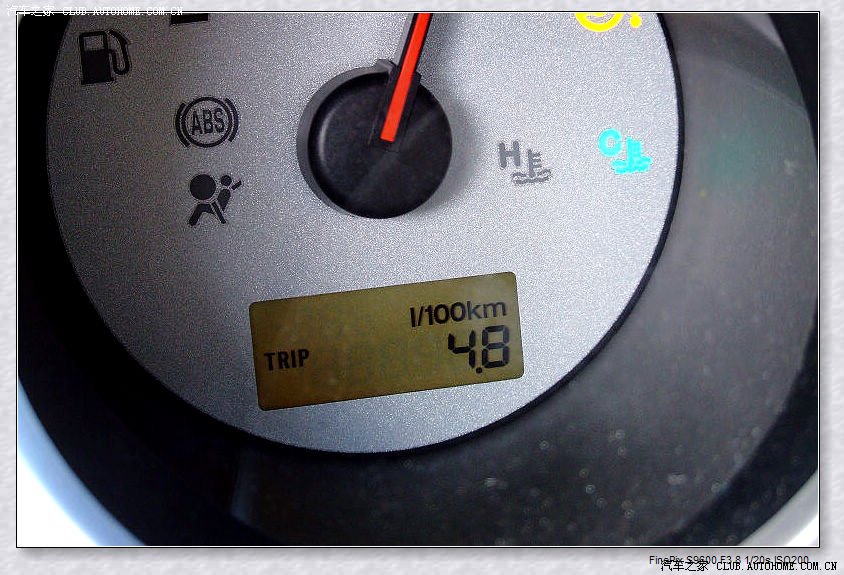 汽车之家 CLUB.AUTOHOME.COM.CN
ABS
H
C
l/100km
TRIP 4.8
FinePix S9600 F3.8 1/20s ISO200
汽车之家 CLUB.AUTOHOME.COM.CN